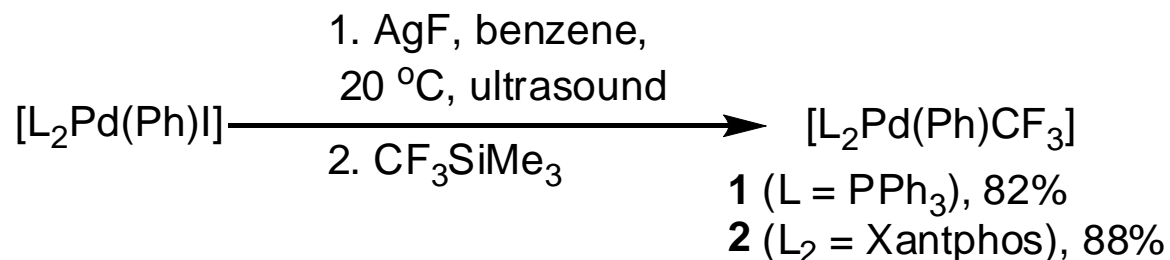 1. AgF, benzene,
20 °C, ultrasound
[L₂Pd(Ph)I]
2. CF₃SiMe₃
[L₂Pd(Ph)CF₃]
1 (L = PPh₃), 82%
2 (L₂ = Xantphos), 88%